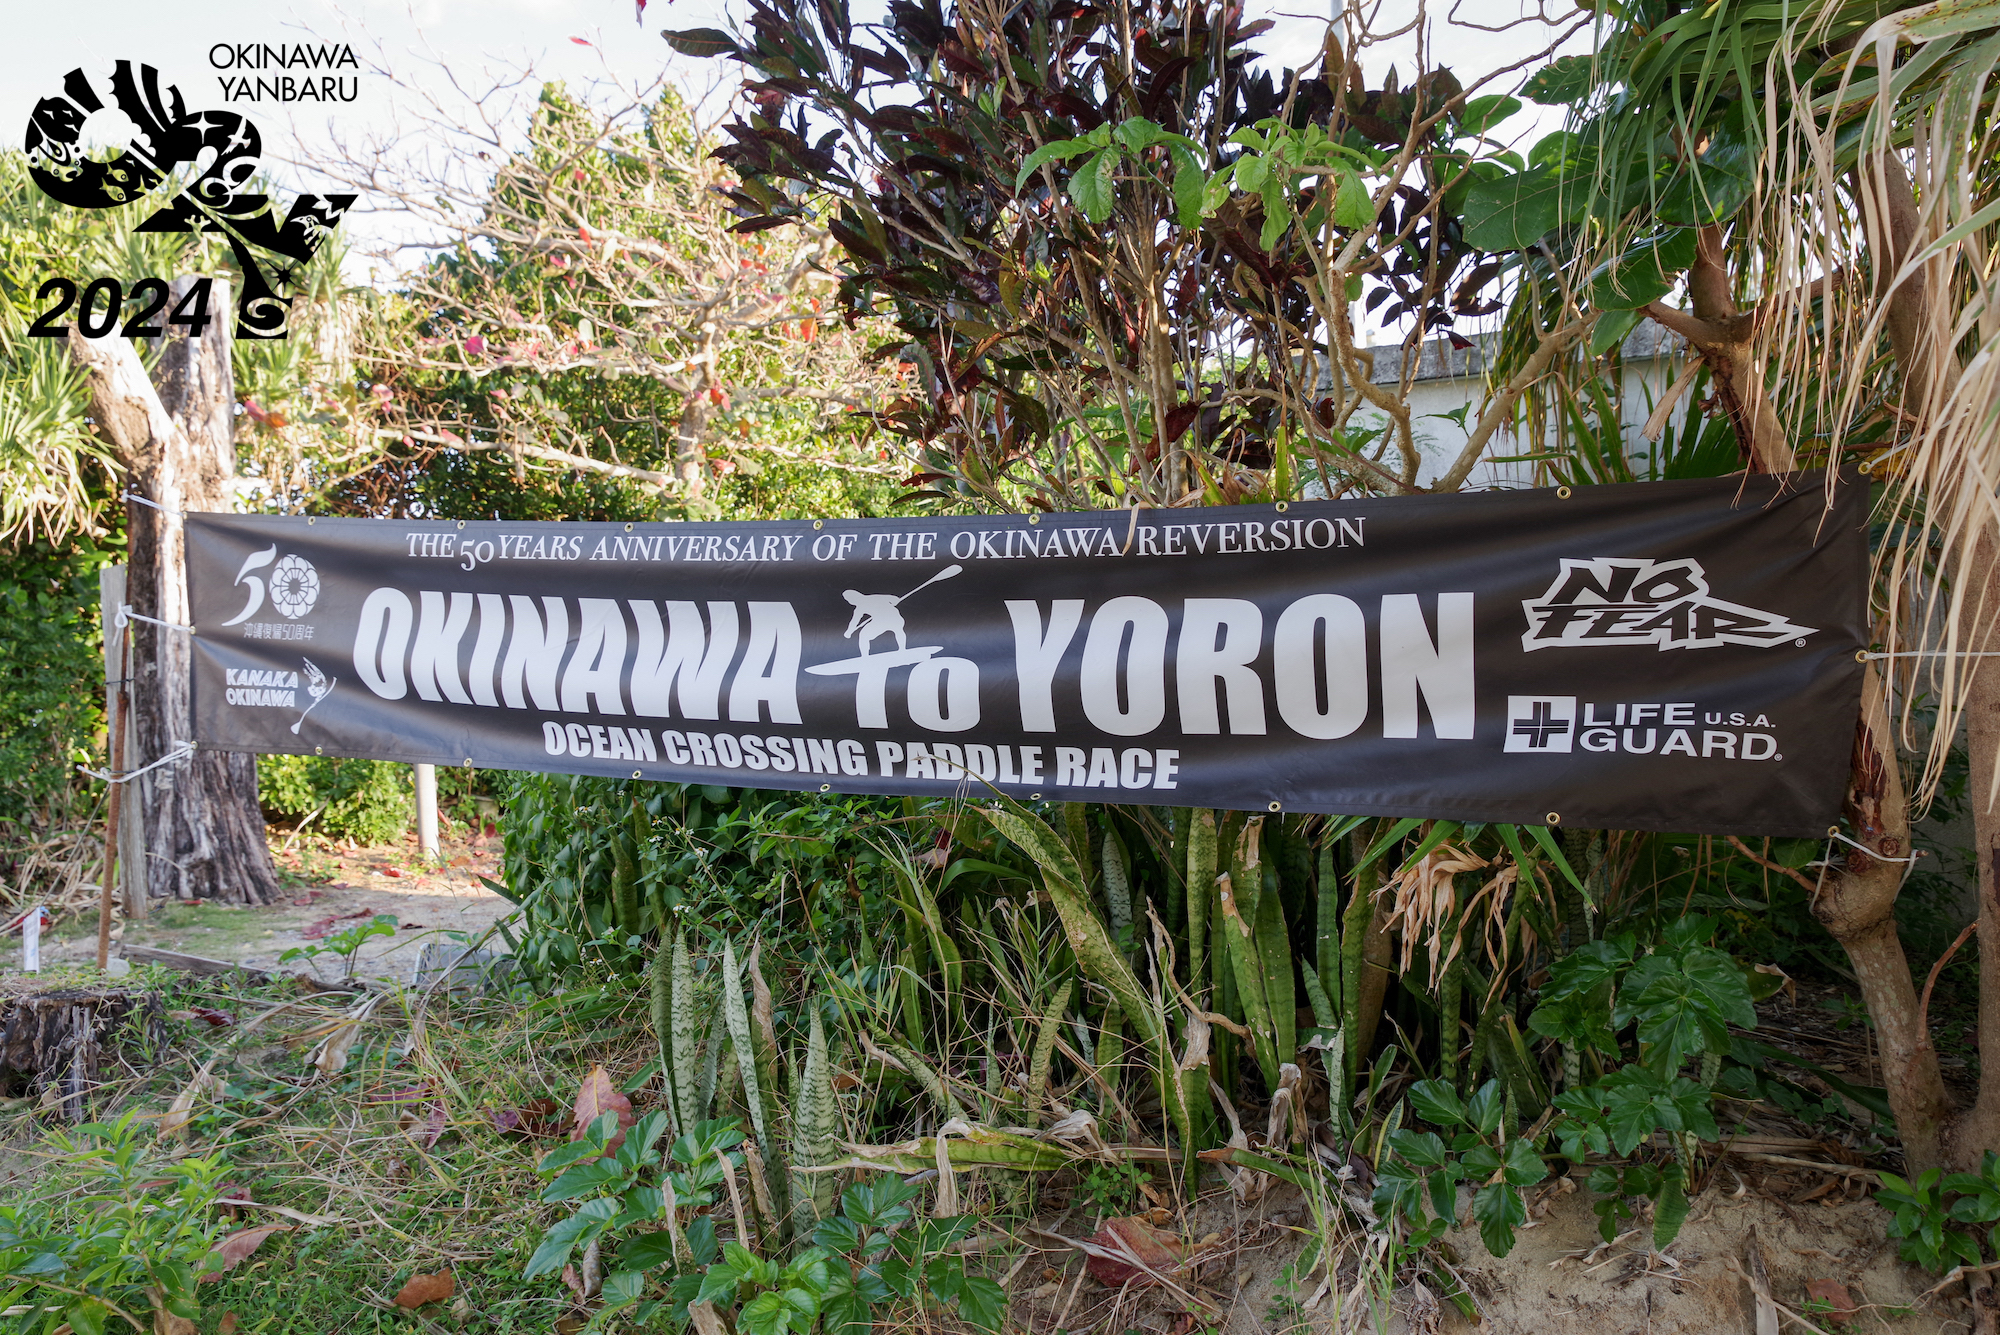 OKINAWA
YANBARU
2024
THE 50 YEARS ANNIVERSARY OF THE OKINAWA REVERSION
50
沖縄復帰50周年
KANAKA
OKINAWA
OKINAWA TO YORON
OCEAN CROSSING PADDLE RACE
NO
FEAR®
LIFE U.S.A.
GUARD®